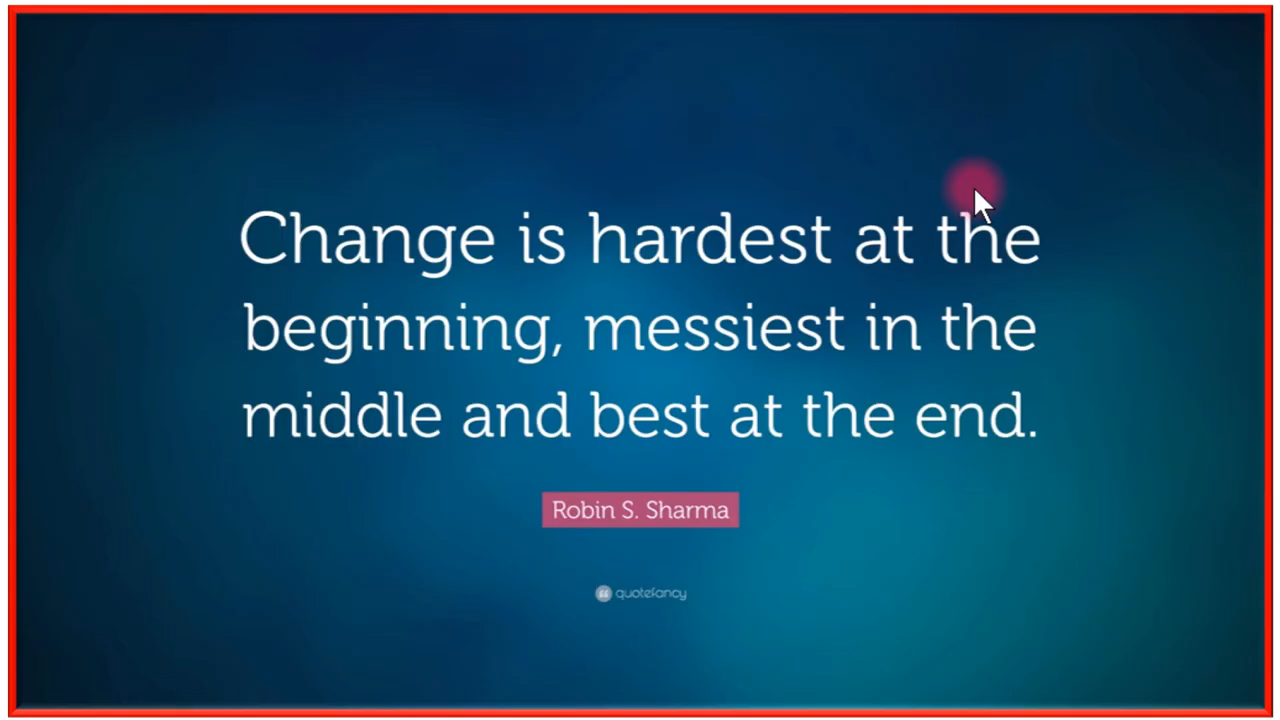 Change is hardest at the
beginning, messiest in the
middle and best at the end.
Robin S. Sharma
quotefancy